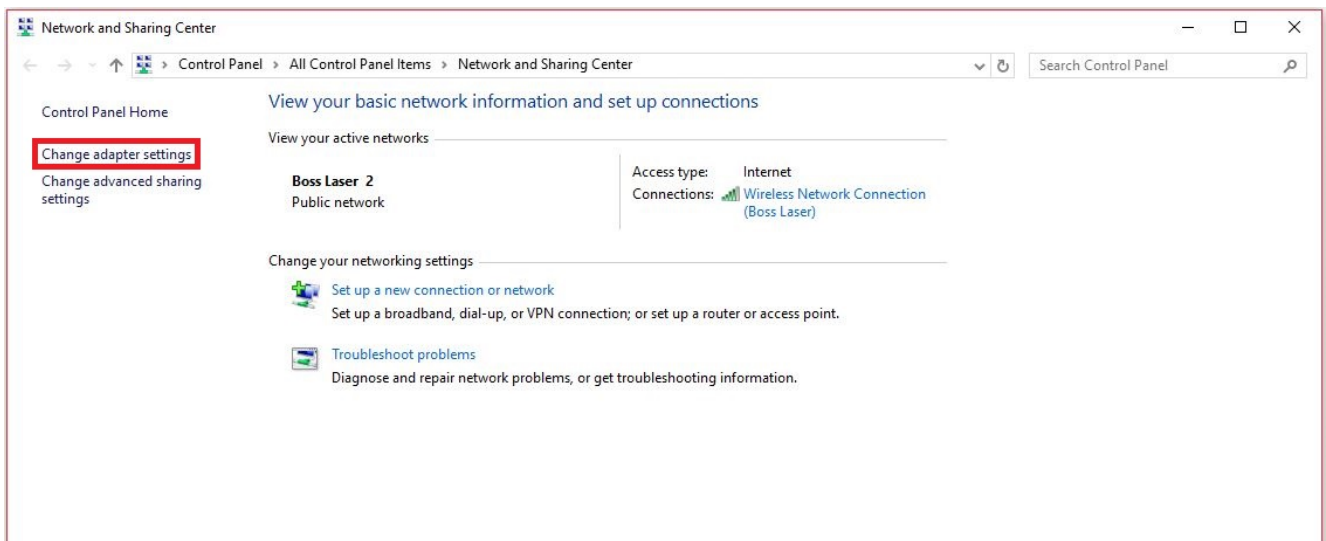 Network and Sharing Center
Control Panel > All Control Panel Items > Network and Sharing Center
Search Control Panel
Control Panel Home
Change adapter settings
Change advanced sharing
settings
View your basic network information and set up connections
View your active networks
Boss Laser 2
Public network
Access type: Internet
Connections: Wireless Network Connection
(Boss Laser)
Change your networking settings
Set up a new connection or network
Set up a broadband, dial-up, or VPN connection; or set up a router or access point.
Troubleshoot problems
Diagnose and repair network problems, or get troubleshooting information.